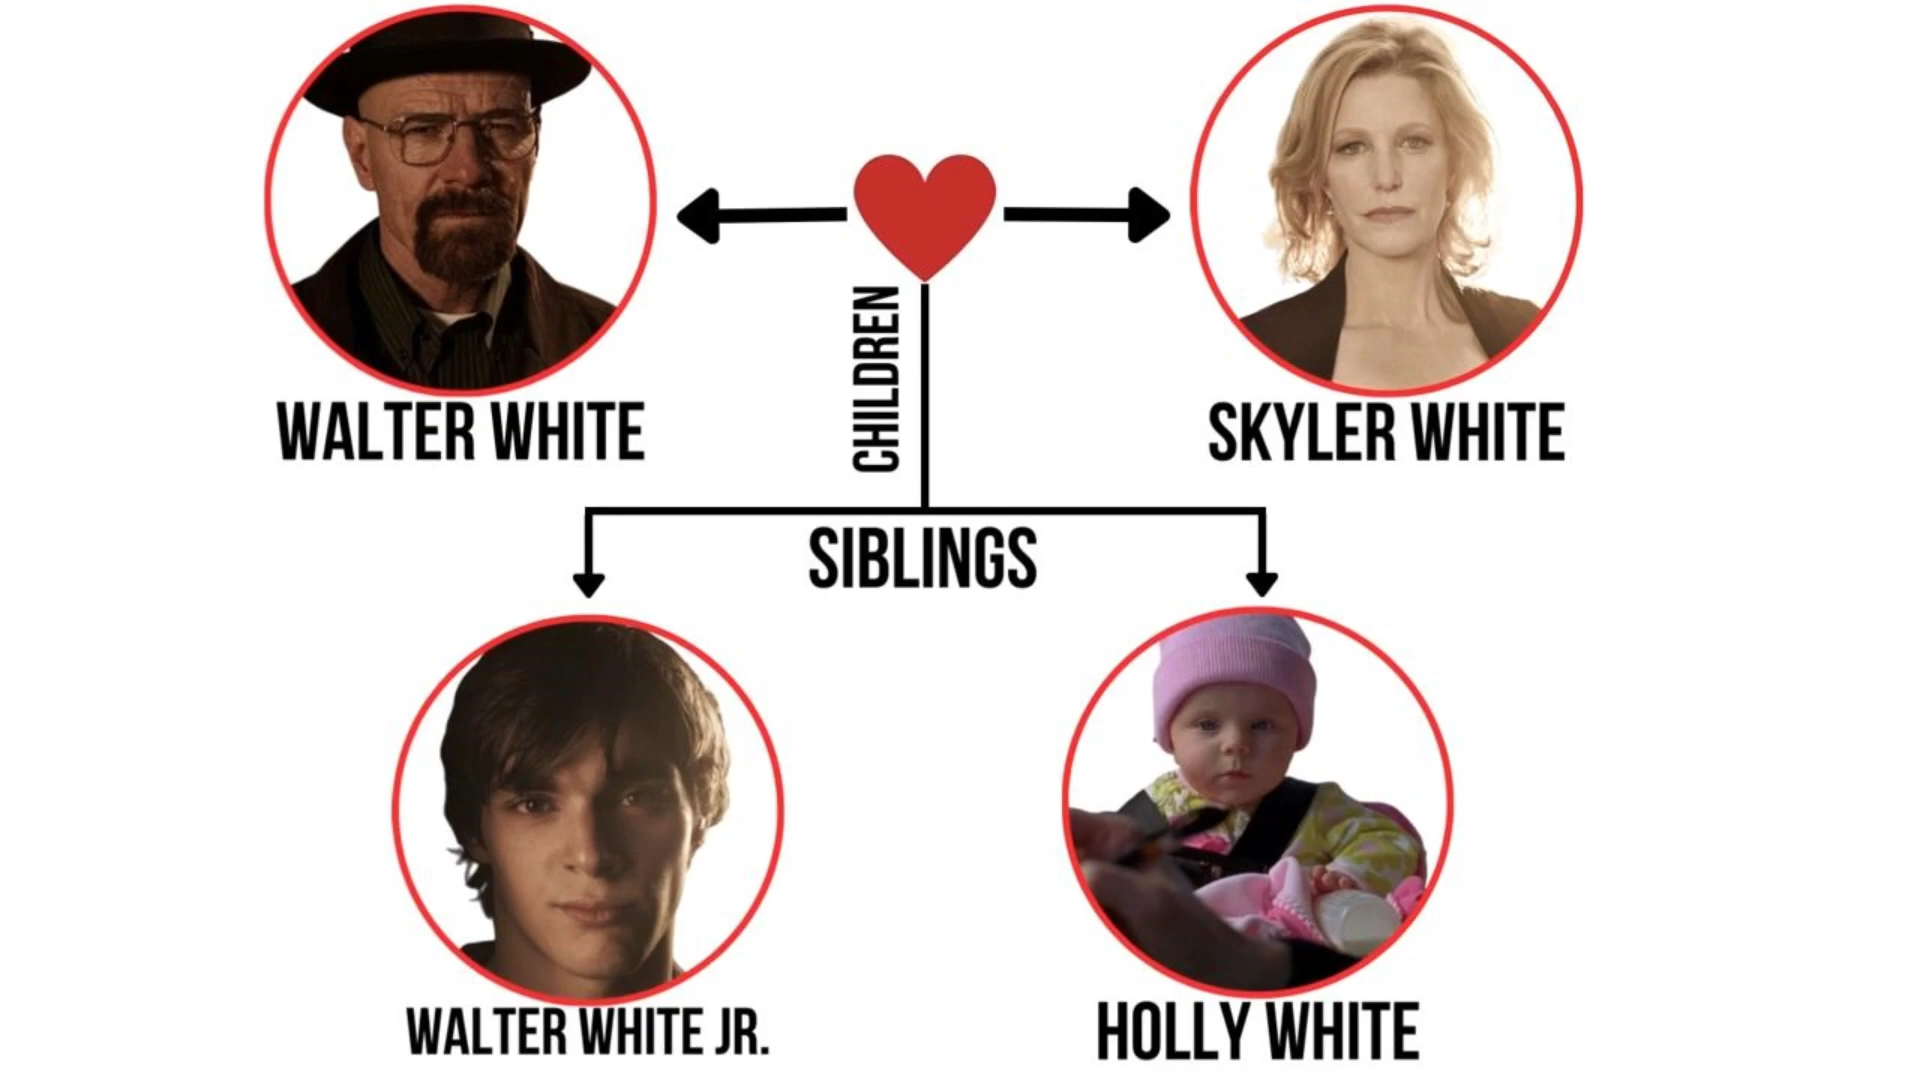 WALTER WHITE
SKYLER WHITE
CHILDREN
SIBLINGS
WALTER WHITE JR.
HOLLY WHITE